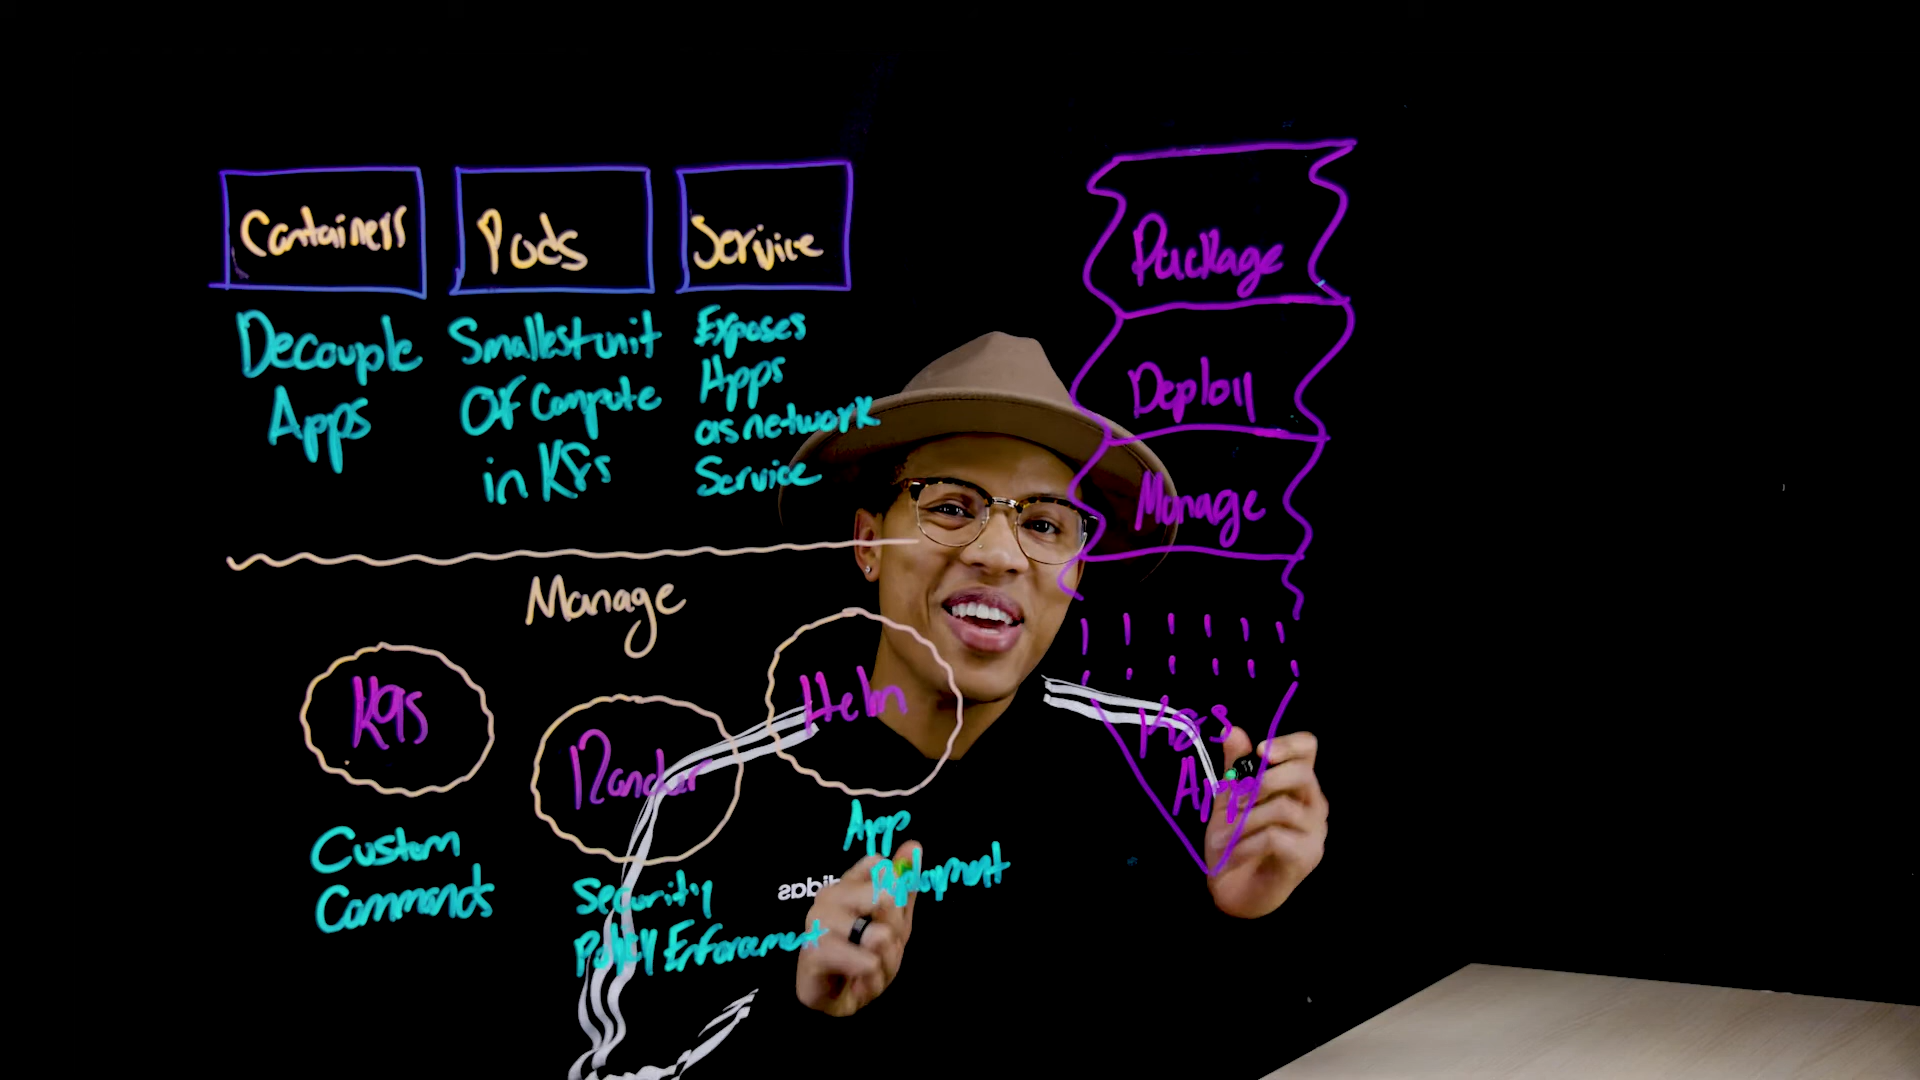 Containers
Decouple
Apps
Pods
Smallest unit
Of Compute
in K8s
Service
Exposes
Apps
as network
Service
Manage
K9s
Custom
Commands
Rancher
Security
Policy Enforcement
Helm
App
Deployment
Package
Deploy
Manage
K8s
App
adidas